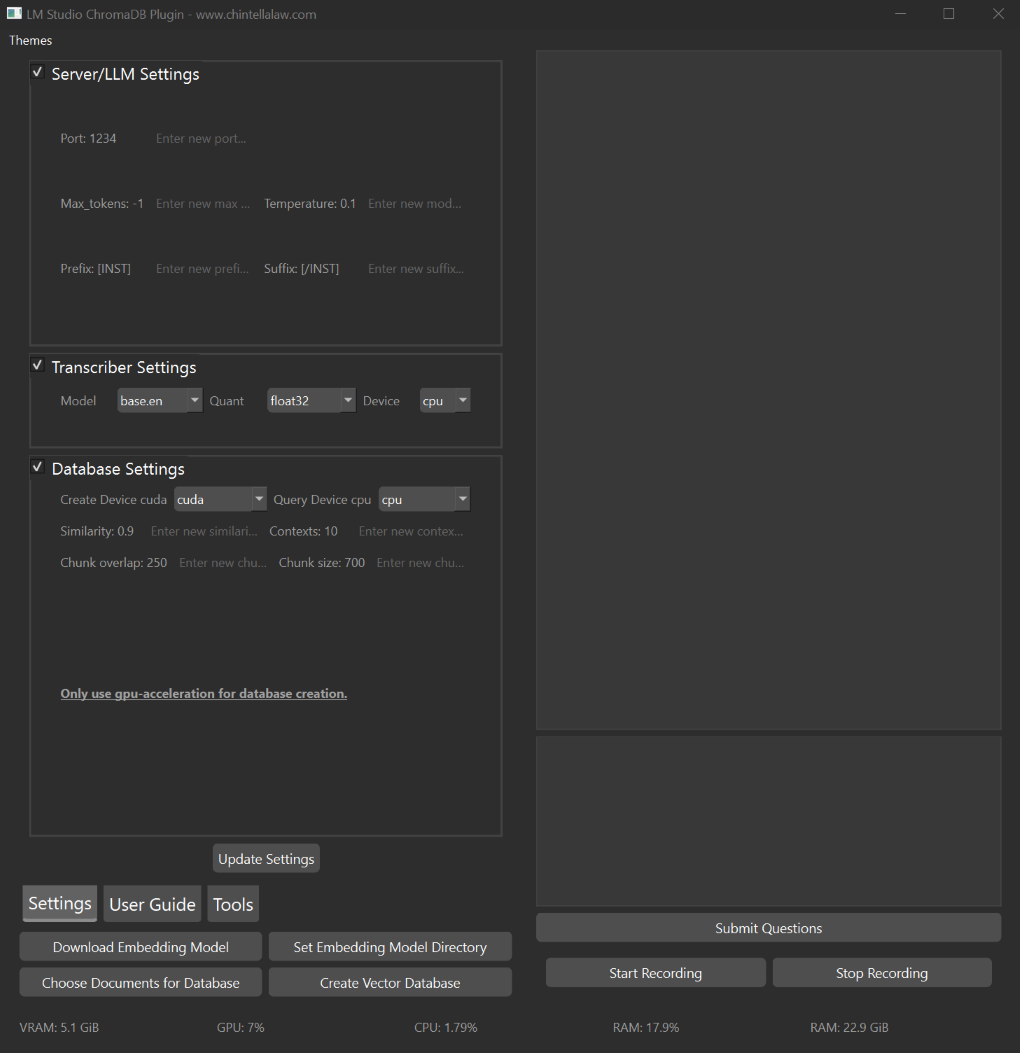 LM Studio ChromaDB Plugin - www.chintellalaw.com
Themes
Server/LLM Settings
Port: 1234 Enter new port...
Max_tokens: -1 Enter new max ... Temperature: 0.1 Enter new mod...
Prefix: [INST] Enter new prefi... Suffix: [/INST] Enter new suffix...
Transcriber Settings
Model base.en Quant float32 Device cpu
Database Settings
Create Device cuda cuda Query Device cpu cpu
Similarity: 0.9 Enter new similari... Contexts: 10 Enter new contex...
Chunk overlap: 250 Enter new chu... Chunk size: 700 Enter new chu...
Only use gpu-acceleration for database creation.
Update Settings
Settings User Guide Tools
Download Embedding Model Set Embedding Model Directory
Choose Documents for Database Create Vector Database
Submit Questions
Start Recording Stop Recording
VRAM: 5.1 GiB GPU: 7% CPU: 1.79% RAM: 17.9% RAM: 22.9 GiB